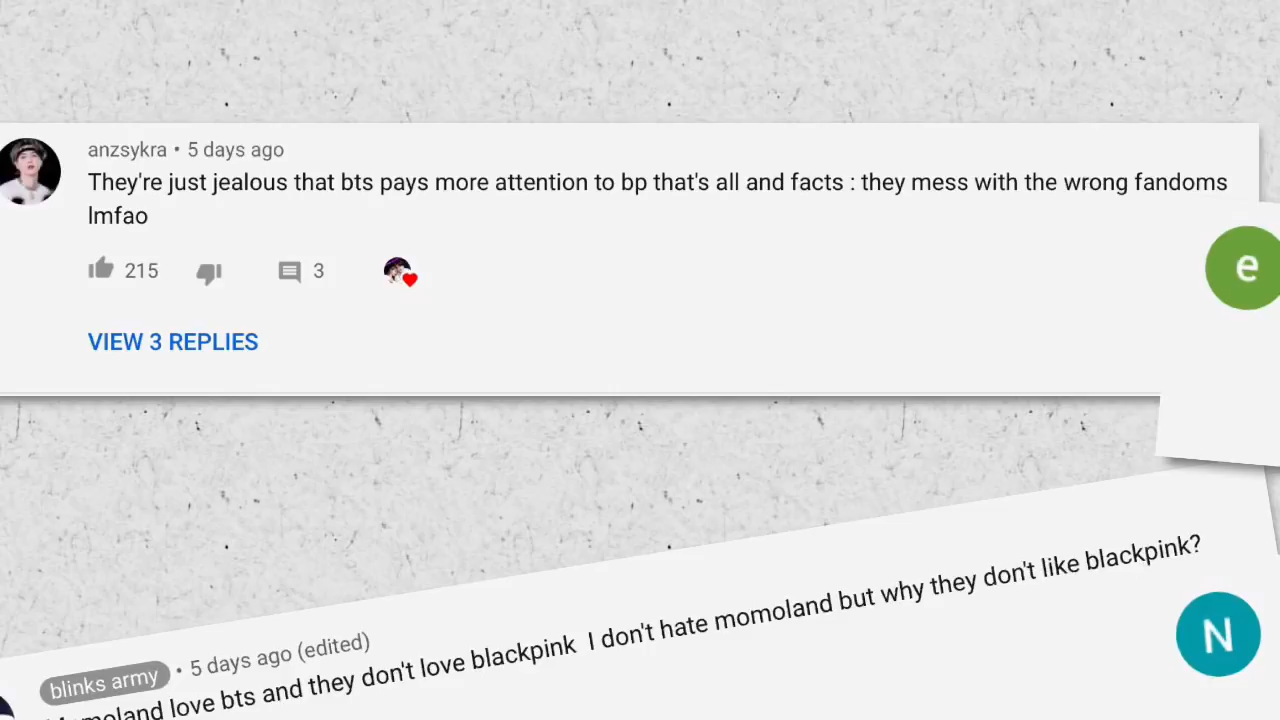 anzsykra • 5 days ago
They're just jealous that bts pays more attention to bp that's all and facts : they mess with the wrong fandoms
lmfao
215
3
VIEW 3 REPLIES
e
blinks army • 5 days ago (edited)
love bts and they don't love blackpink I don't hate momoland but why they don't like blackpink?
N